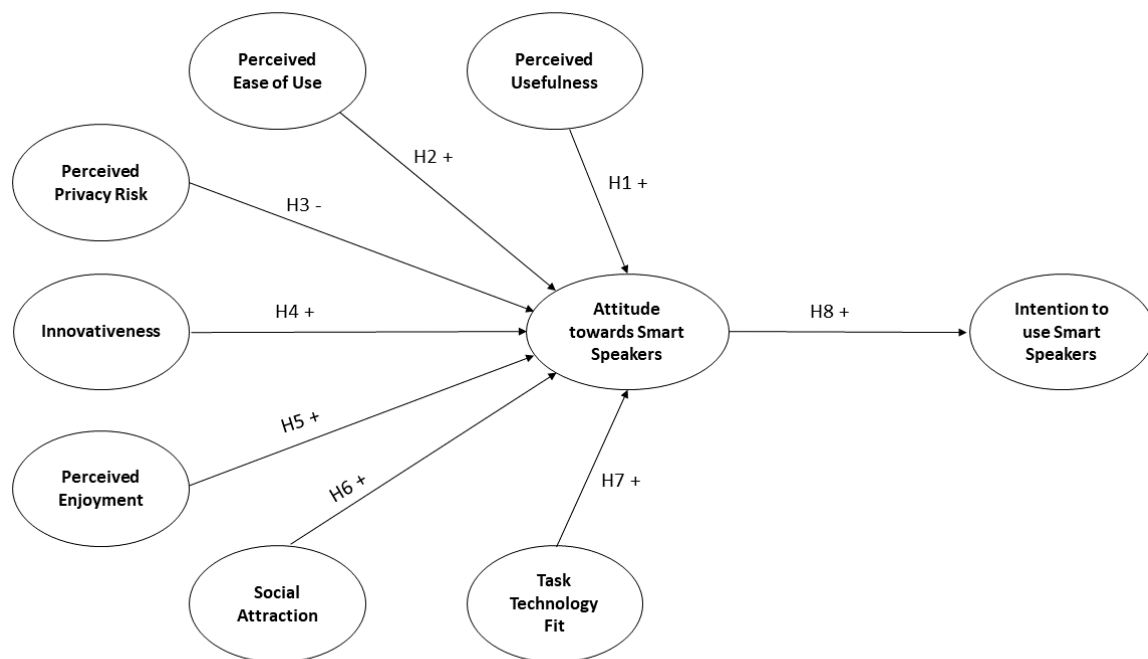 Perceived
Ease of Use
Perceived
Usefulness
H2 +
H1 +
Perceived
Privacy Risk
H3 -
Innovativeness
H4 +
Attitude
towards Smart
Speakers
H8 +
Intention to
use Smart
Speakers
H5 +
Perceived
Enjoyment
H6 +
H7 +
Social
Attraction
Task
Technology
Fit